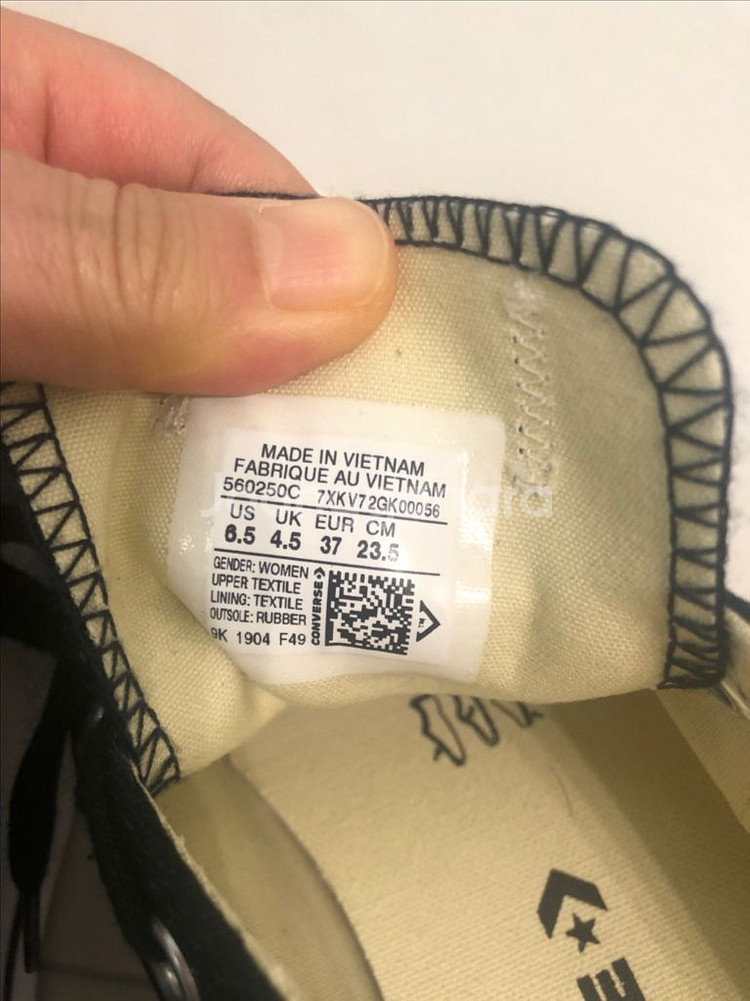 MADE IN VIETNAM
FABRIQUE AU VIETNAM
560250C 7XKV72GK00056
US UK EUR CM
6.5 4.5 37 23.5
GENDER: WOMEN
UPPER TEXTILE
LINING: TEXTILE
OUTSOLE: RUBBER
9K 1904 F49
CONVERSE
TM